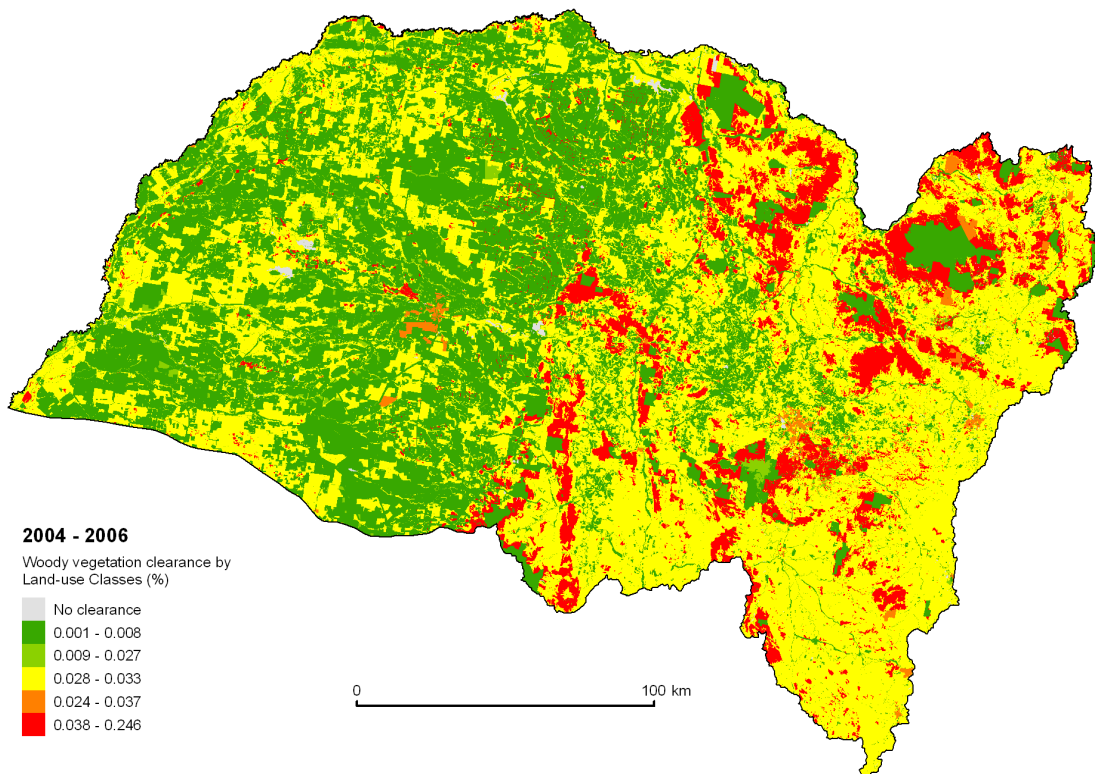 2004 - 2006
Woody vegetation clearance by
Land-use Classes (%)
No clearance
0.001 - 0.008
0.009 - 0.027
0.028 - 0.033
0.024 - 0.037
0.038 - 0.246
0 100 km